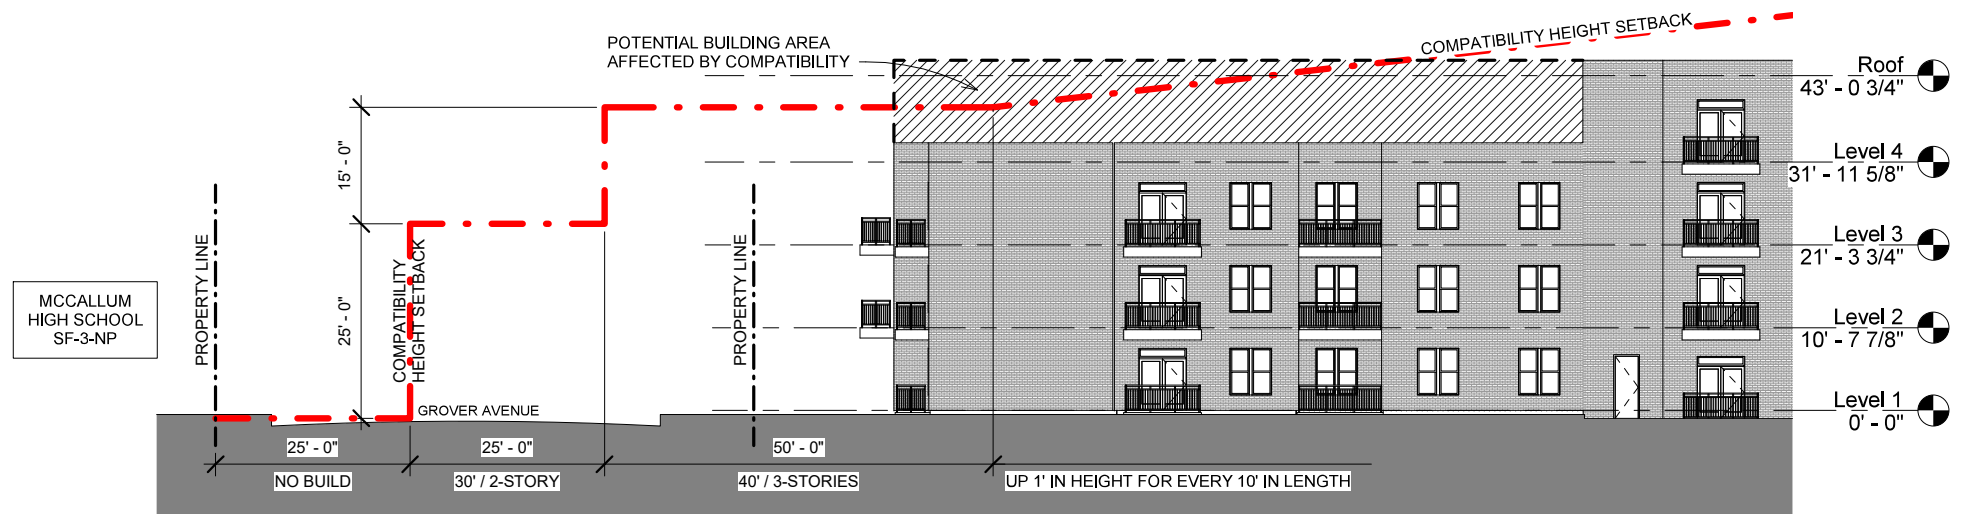 POTENTIAL BUILDING AREA
AFFECTED BY COMPATIBILITY
COMPATIBILITY HEIGHT SETBACK
Roof
43' - 0 3/4"
Level 4
31' - 11 5/8"
Level 3
21' - 3 3/4"
Level 2
10' - 7 7/8"
Level 1
0' - 0"
15' - 0"
25' - 0"
MCCALLUM
HIGH SCHOOL
SF-3-NP
PROPERTY LINE
COMPATIBILITY
HEIGHT SETBACK
PROPERTY LINE
GROVER AVENUE
25' - 0"
25' - 0"
50' - 0"
NO BUILD
30' / 2-STORY
40' / 3-STORIES
UP 1' IN HEIGHT FOR EVERY 10' IN LENGTH